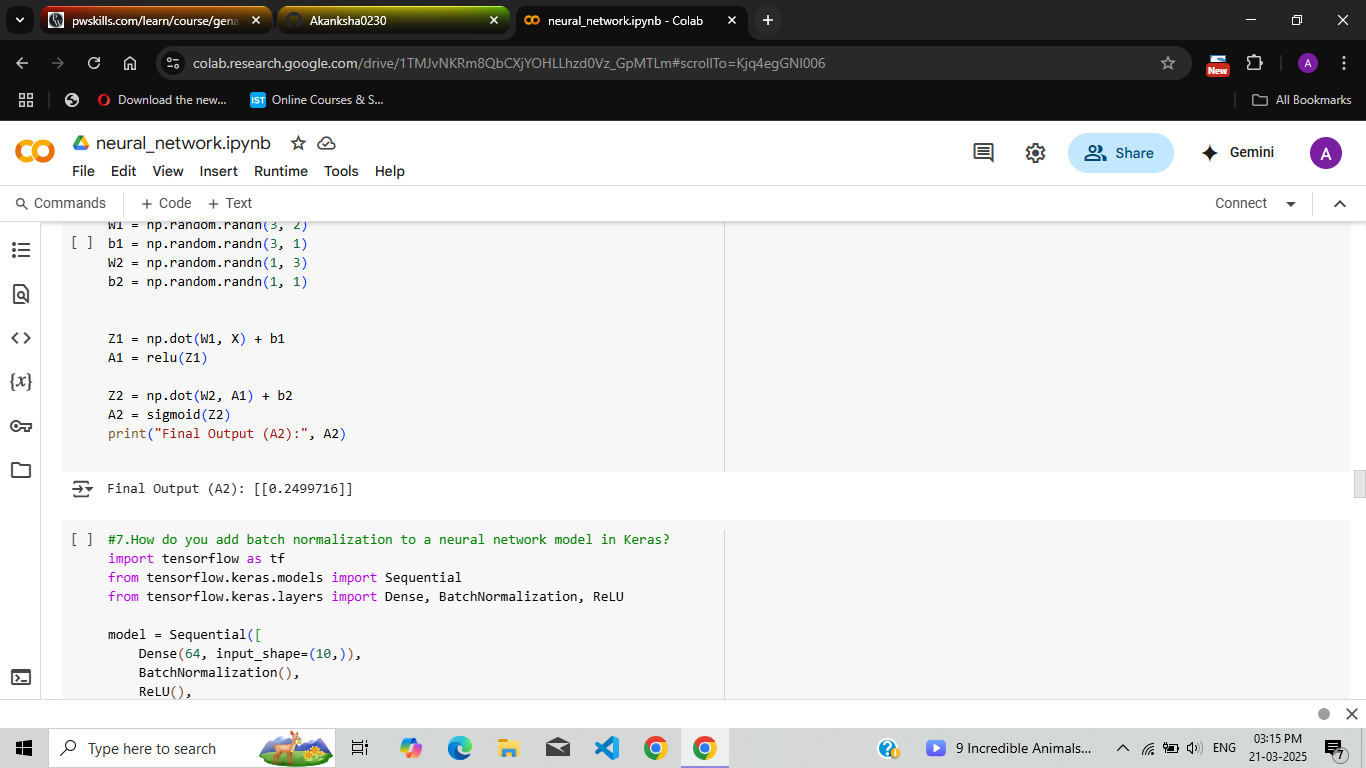 pwskills.com/learn/course/gena
Akanksha0230
neural_network.ipynb - Colab
colab.research.google.com/drive/1TMJvNKRm8QbCXjYOHLLhzd0Vz_GpMTLm#scrollTo=Kjq4egGNI006
New
A
Download the new...
IST
Online Courses & S...
All Bookmarks
neural_network.ipynb
File Edit View Insert Runtime Tools Help
Share
Gemini
A
Commands + Code + Text
Connect
W1 = np.random.randn(3, 2)
[ ] b1 = np.random.randn(3, 1)
W2 = np.random.randn(1, 3)
b2 = np.random.randn(1, 1)
Z1 = np.dot(W1, X) + b1
A1 = relu(Z1)
Z2 = np.dot(W2, A1) + b2
A2 = sigmoid(Z2)
print("Final Output (A2):", A2)
Final Output (A2): [[0.2499716]]
[ ] #7.How do you add batch normalization to a neural network model in Keras?
import tensorflow as tf
from tensorflow.keras.models import Sequential
from tensorflow.keras.layers import Dense, BatchNormalization, ReLU
model = Sequential([
Dense(64, input_shape=(10,)),
BatchNormalization(),
ReLU(),
{x}
Type here to search
9 Incredible Animals...
ENG
03:15 PM
21-03-2025
7